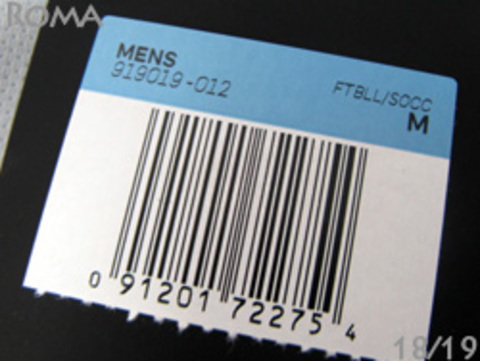 ROMA
MENS
919019-012
FTBLL/SOCC
M
0 91201 72275 4
18/19